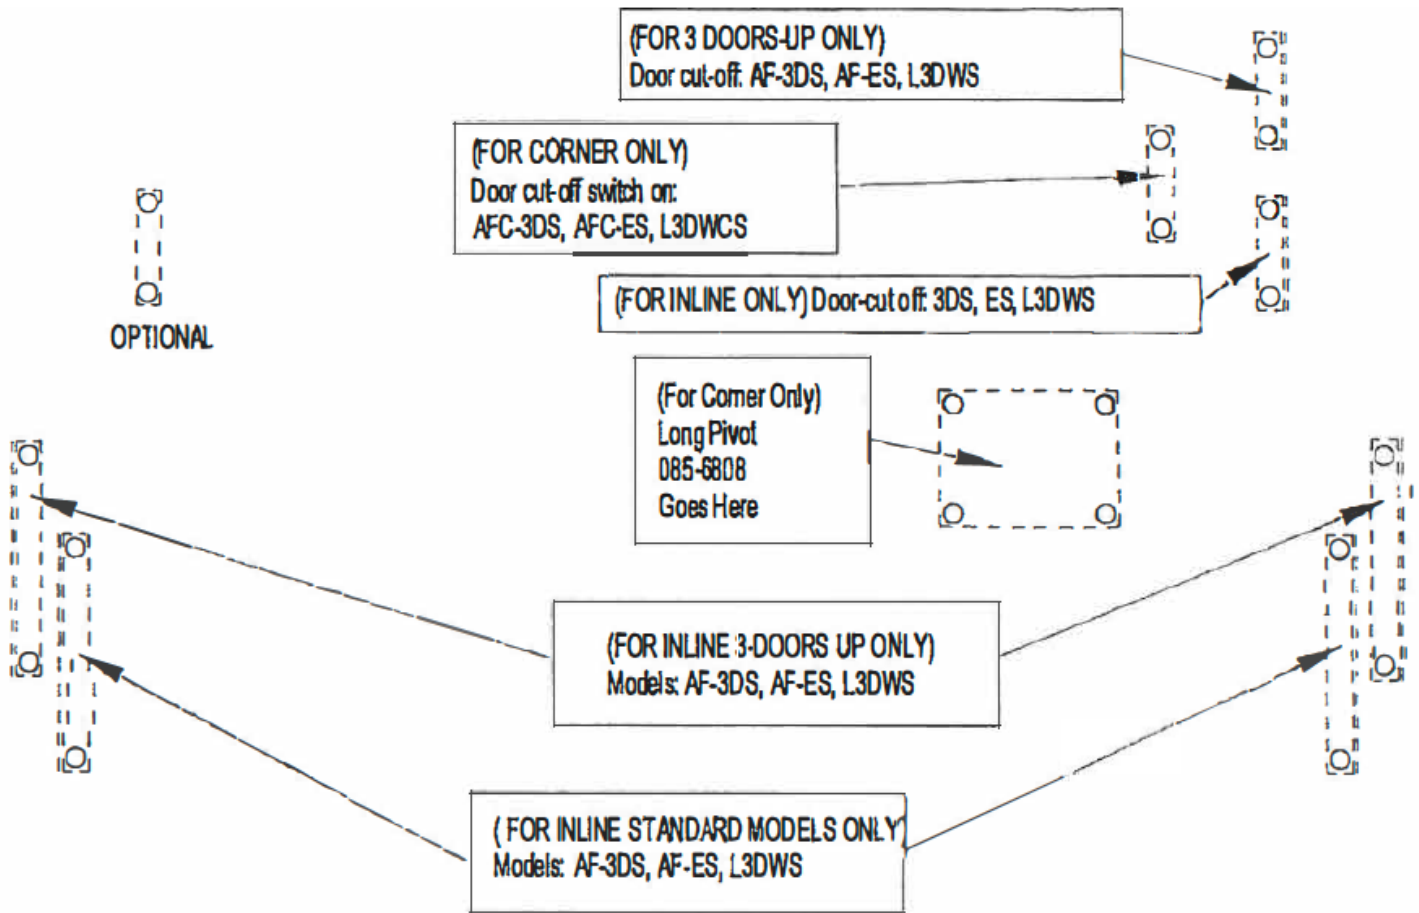 (FOR 3 DOORS-UP ONLY)
Door cut-off: AF-3DS, AF-ES, L3DWS
(FOR CORNER ONLY)
Door cut-off switch on:
AFC-3DS, AFC-ES, L3DWCS
OPTIONAL
(FOR INLINE ONLY) Door-cut off: 3DS, ES, L3DWS
(For Corner Only)
Long Pivot
085-6808
Goes Here
(FOR INLINE 3-DOORS UP ONLY)
Models: AF-3DS, AF-ES, L3DWS
( FOR INLINE STANDARD MODELS ONLY)
Models: AF-3DS, AF-ES, L3DWS